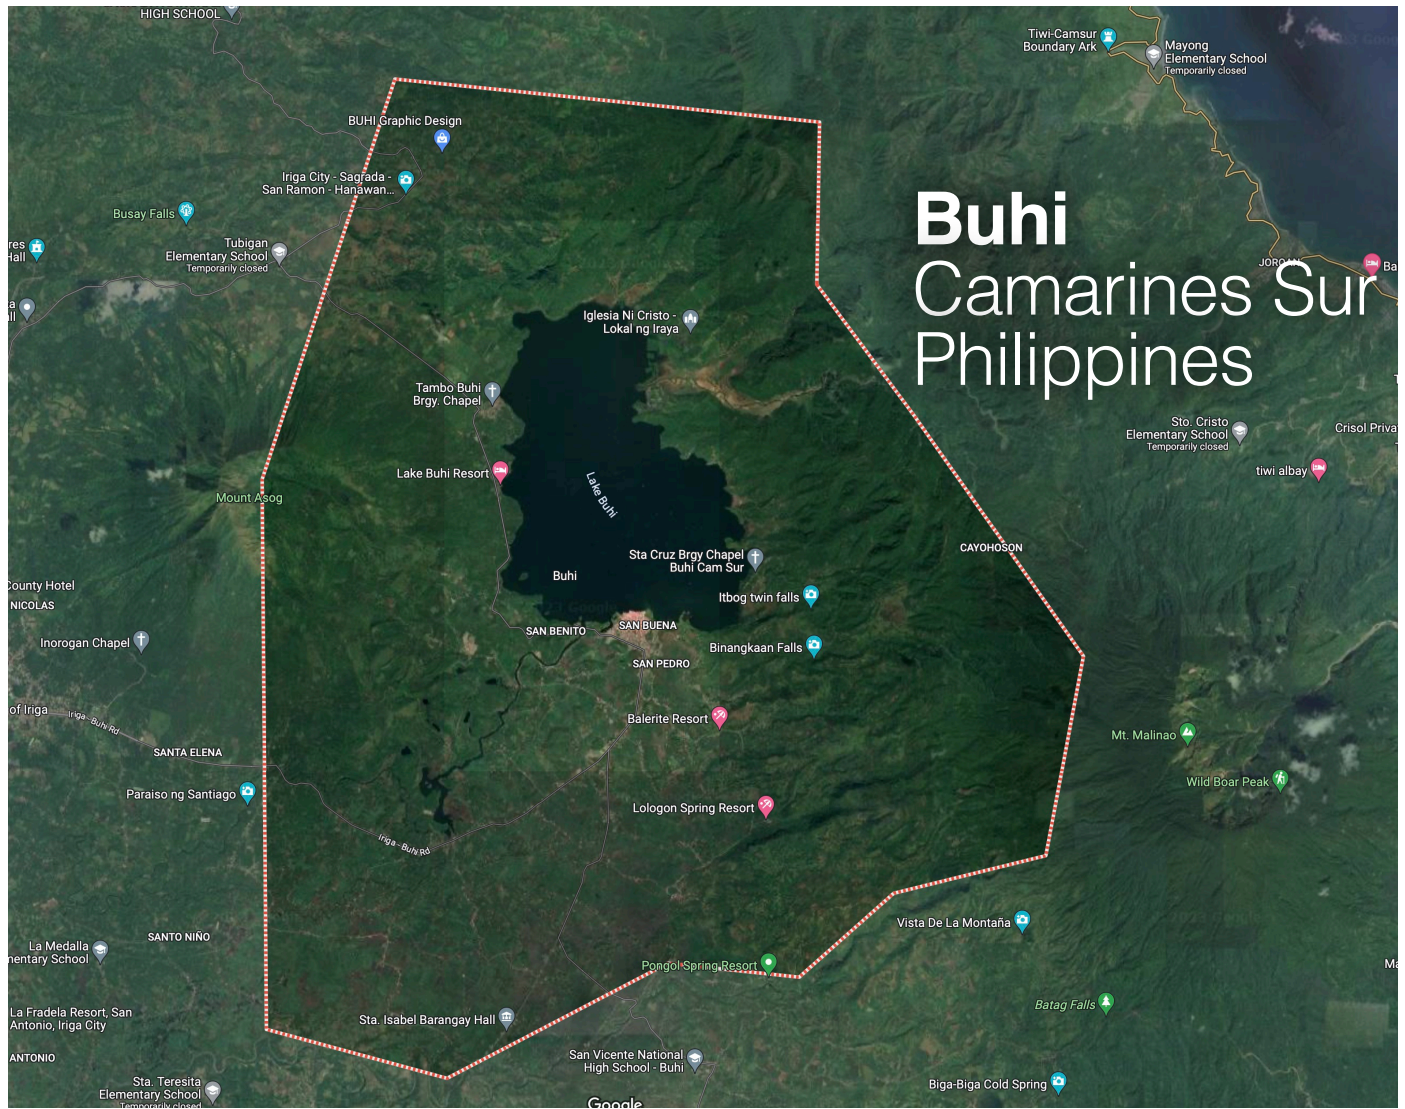 HIGH SCHOOL
Tiwi-Camsur
Boundary Ark
Mayong
Elementary School
Temporarily closed
BUHI Graphic Design
Iriga City - Sagrada -
San Ramon - Hanawan...
Busay Falls
Buhi
Camarines Sur
Philippines
res
Hall
Tubigan
Elementary School
Temporarily closed
JOROAN
Ba
Iglesia Ni Cristo -
Lokal ng Iraya
Tambo Buhi
Brgy. Chapel
Sto. Cristo
Elementary School
Temporarily closed
Crisol Priva
Lake Buhi Resort
tiwi albay
Mount Asog
Lake Buhi
CAYOHOSON
Sta Cruz Brgy Chapel
Buhi Cam Sur
Buhi
County Hotel
NICOLAS
Itbog twin falls
SAN BENITO
SAN BUENA
Inorogan Chapel
Binangkaan Falls
SAN PEDRO
of Iriga
Iriga - Buhi Rd
Balerite Resort
Mt. Malinao
SANTA ELENA
Wild Boar Peak
Paraiso ng Santiago
Lologon Spring Resort
Iriga - Buhi Rd
Vista De La Montaña
SANTO NIÑO
La Medalla
mentary School
Pongol Spring Resort
Ma
Batag Falls
La Fradela Resort, San
Antonio, Iriga City
Sta. Isabel Barangay Hall
ANTONIO
San Vicente National
High School - Buhi
Sta. Teresita
Elementary School
Temporarily closed
Biga-Biga Cold Spring
Google